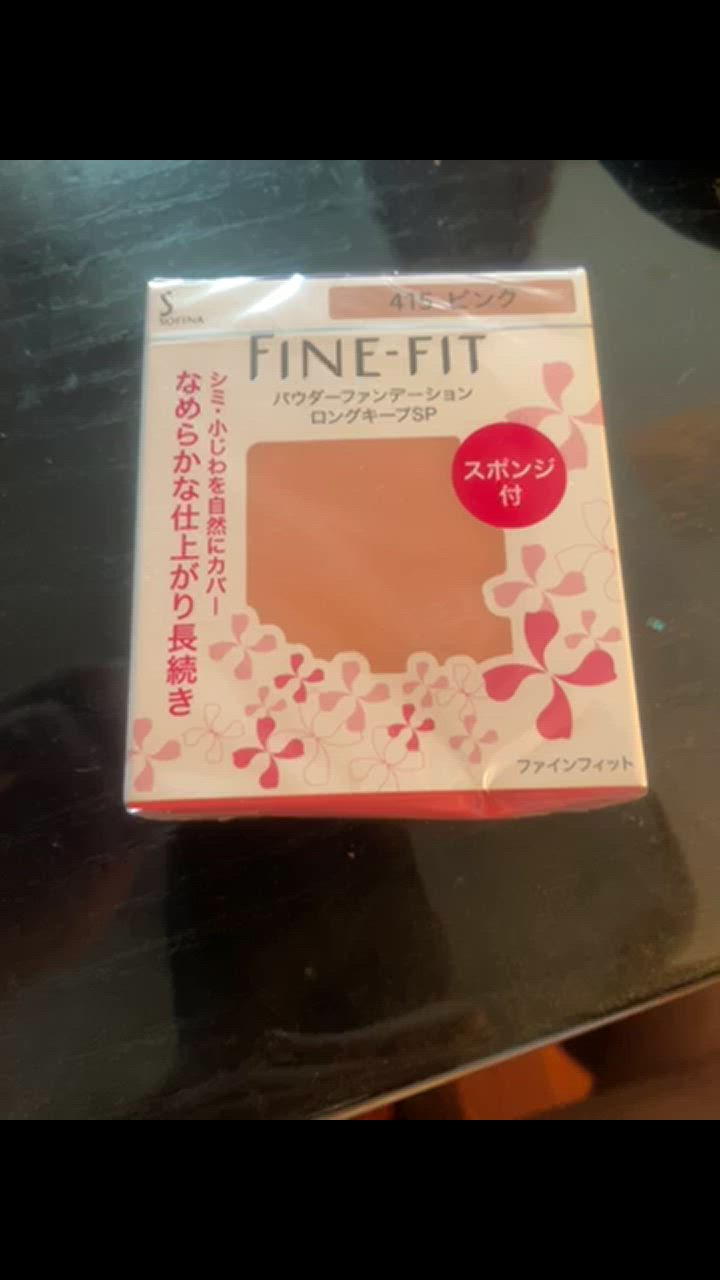 S
SOFINA
415 ピンク
FINE-FIT
パウダーファンデーション
ロングキープSP
スポンジ
付
シミ・小じわを自然にカバー
なめらかな仕上がり長続き
ファインフィット